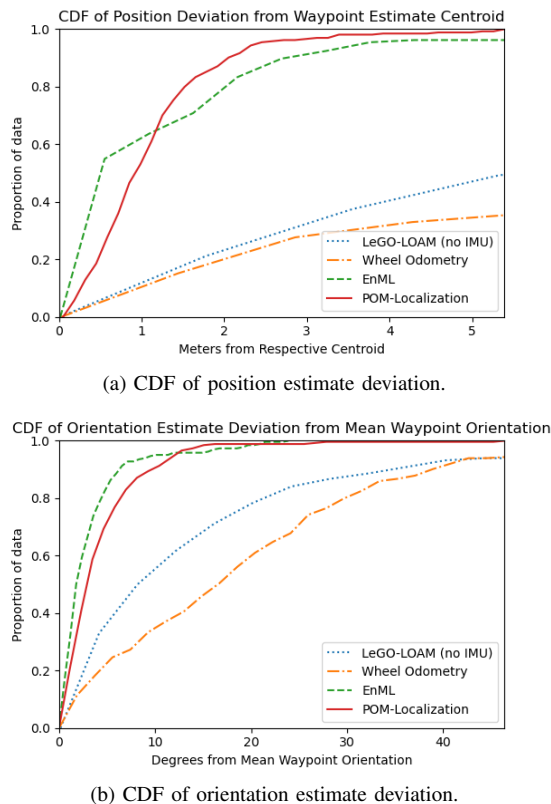 CDF of Position Deviation from Waypoint Estimate Centroid
1.0
0.8
0.6
0.4
0.2
0.0
Proportion of data
LeGO-LOAM (no IMU)
Wheel Odometry
EnML
POM-Localization
0 1 2 3 4 5
Meters from Respective Centroid
(a) CDF of position estimate deviation.
CDF of Orientation Estimate Deviation from Mean Waypoint Orientation
1.0
0.8
0.6
0.4
0.2
0.0
Proportion of data
LeGO-LOAM (no IMU)
Wheel Odometry
EnML
POM-Localization
0 10 20 30 40
Degrees from Mean Waypoint Orientation
(b) CDF of orientation estimate deviation.